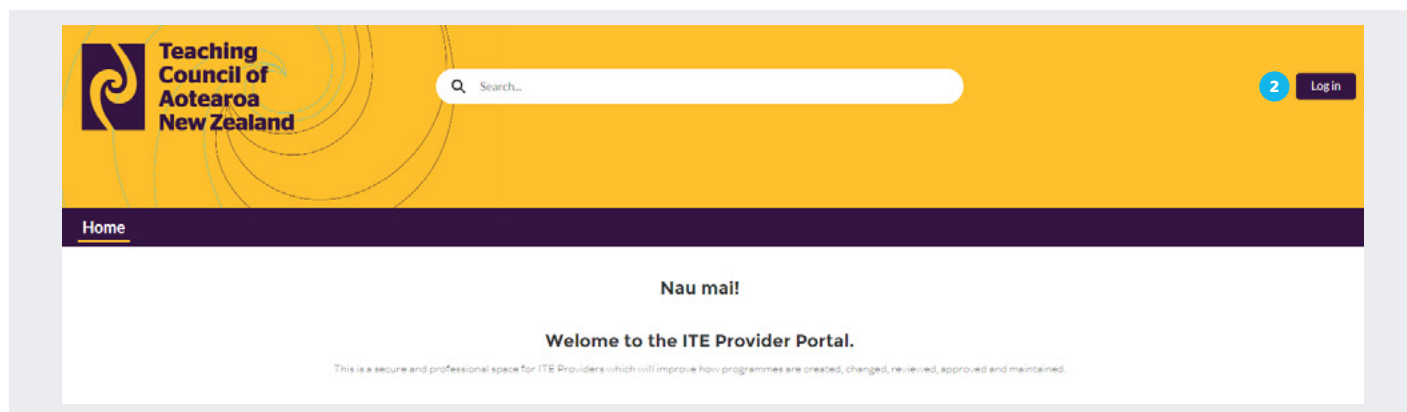 Teaching
Council of
Aotearoa
New Zealand
Search...
2
Log in
Home
Nau mai!
Welome to the ITE Provider Portal.
This is a secure and professional space for ITE Providers which will improve how programmes are created, changed, reviewed, approved and maintained.